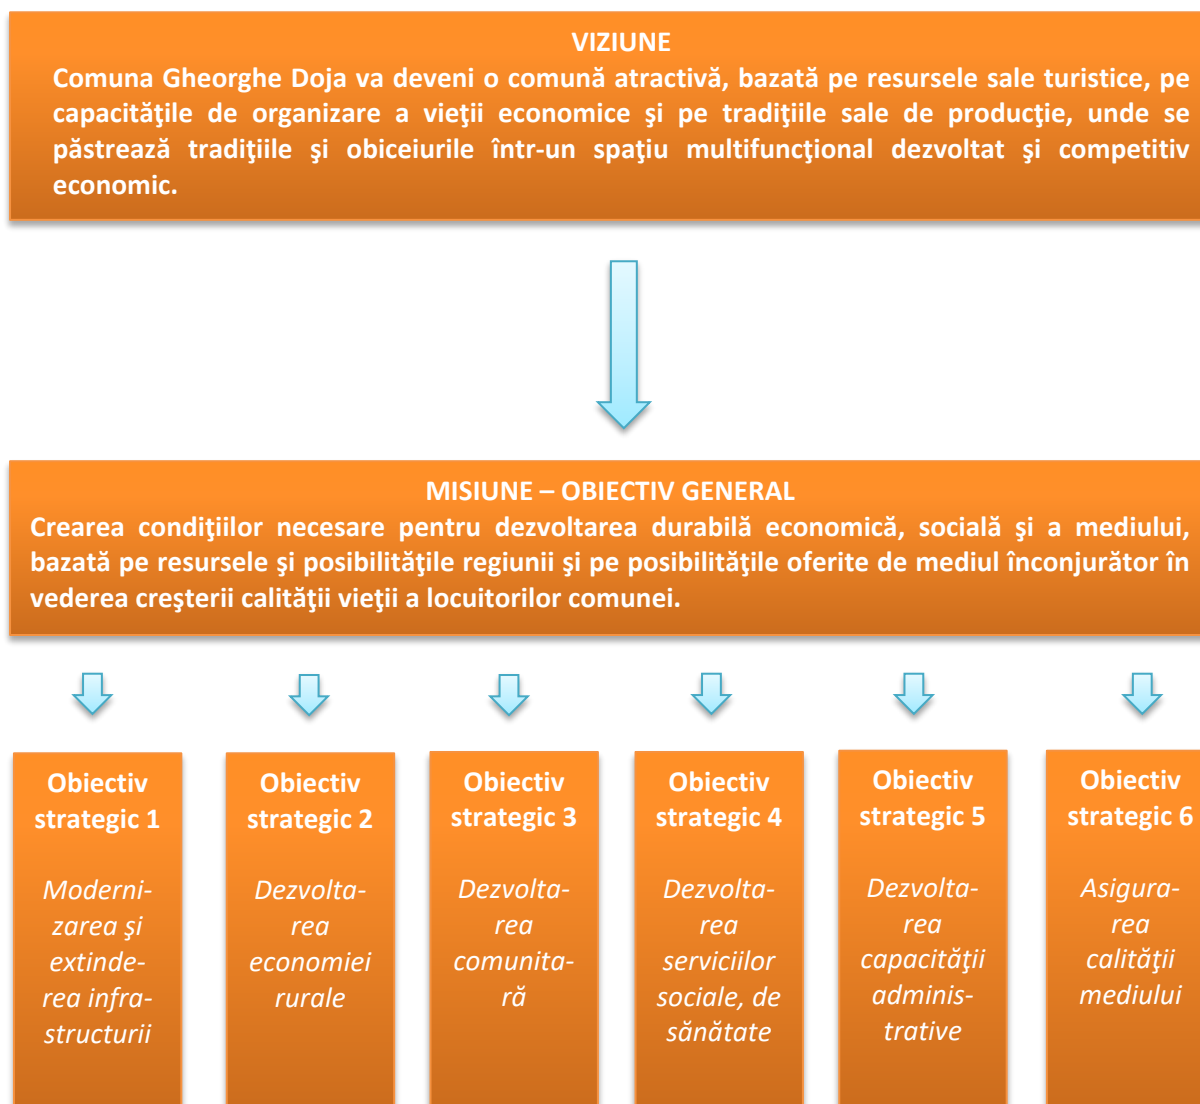 VIZIUNE
Comuna Gheorghe Doja va deveni o comună atractivă, bazată pe resursele sale turistice, pe
capacităţile de organizare a vieţii economice şi pe tradiţiile sale de producţie, unde se
păstrează tradiţiile şi obiceiurile într-un spaţiu multifuncţional dezvoltat şi competitiv
economic.
MISIUNE – OBIECTIV GENERAL
Crearea condiţiilor necesare pentru dezvoltarea durabilă economică, socială şi a mediului,
bazată pe resursele şi posibilităţile regiunii şi pe posibilităţile oferite de mediul înconjurător în
vederea creşterii calităţii vieţii a locuitorilor comunei.
Obiectiv
strategic 1
Moderni-
zarea şi
extinde-
rea infra-
structurii
Obiectiv
strategic 2
Dezvolta-
rea
economiei
rurale
Obiectiv
strategic 3
Dezvolta-
rea
comunita-
ră
Obiectiv
strategic 4
Dezvolta-
rea
serviciilor
sociale, de
sănătate
Obiectiv
strategic 5
Dezvolta-
rea
capacităţii
adminis-
trative
Obiectiv
strategic 6
Asigura-
rea
calităţii
mediului